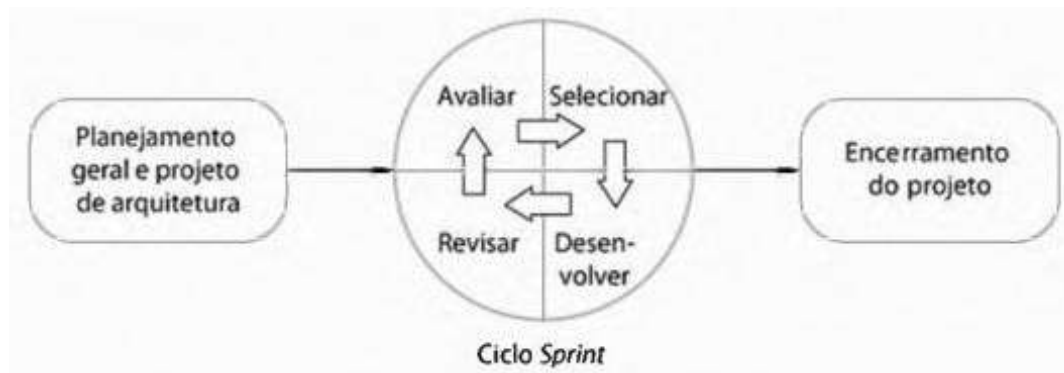 Planejamento
geral e projeto
de arquitetura
Avaliar
Selecionar
Revisar
Desen-
volver
Encerramento
do projeto
Ciclo Sprint